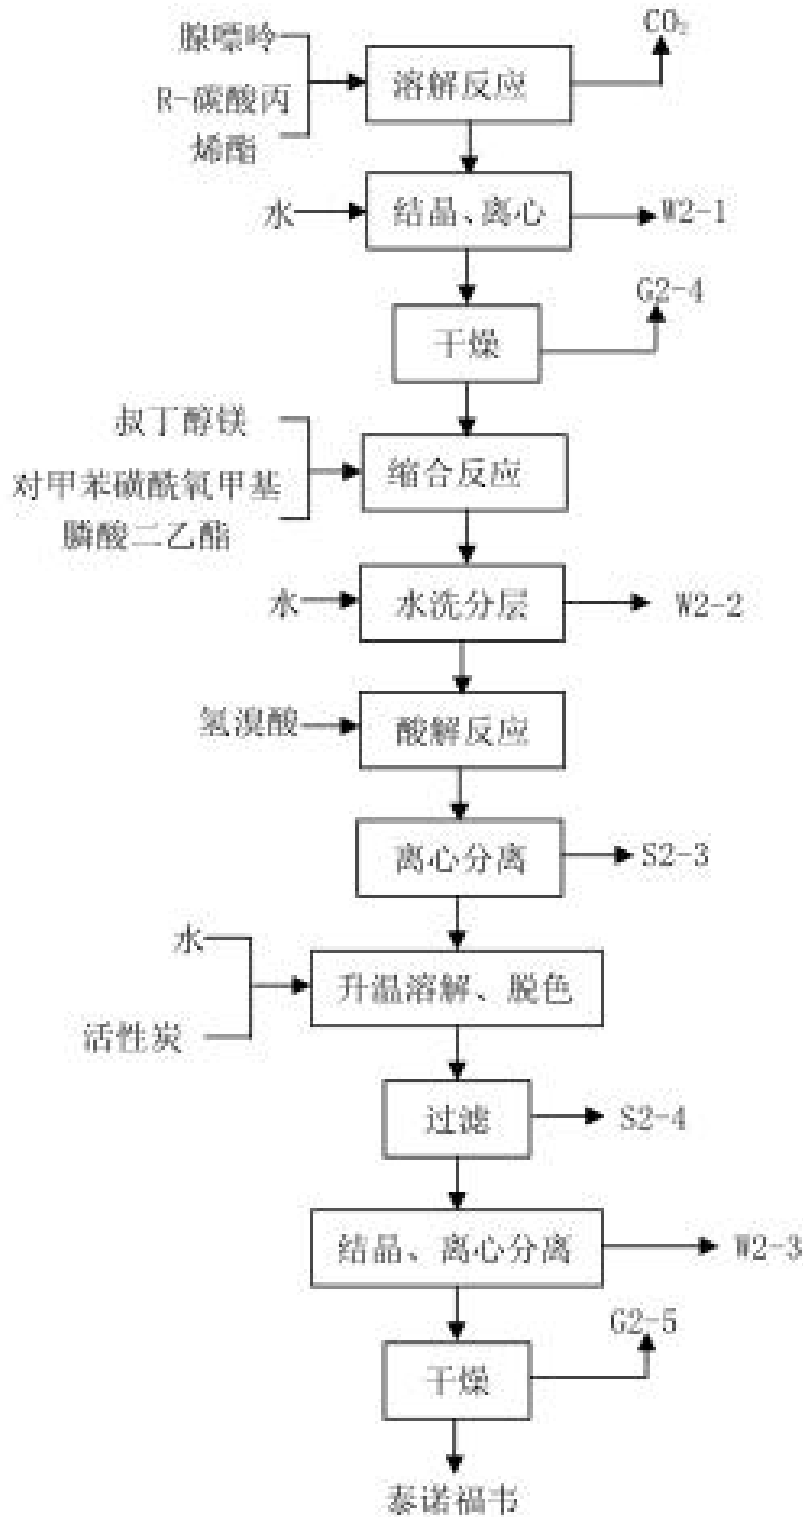 CO₂
腺嘌呤
R-碳酸丙
烯酯
溶解反应
水
结晶、离心
W2-1
G2-4
干燥
叔丁醇镁
对甲苯磺酰氧甲基
膦酸二乙酯
缩合反应
水
水洗分层
W2-2
氢溴酸
酸解反应
离心分离
S2-3
水
活性炭
升温溶解、脱色
过滤
S2-4
结晶、离心分离
W2-3
G2-5
干燥
泰诺福韦